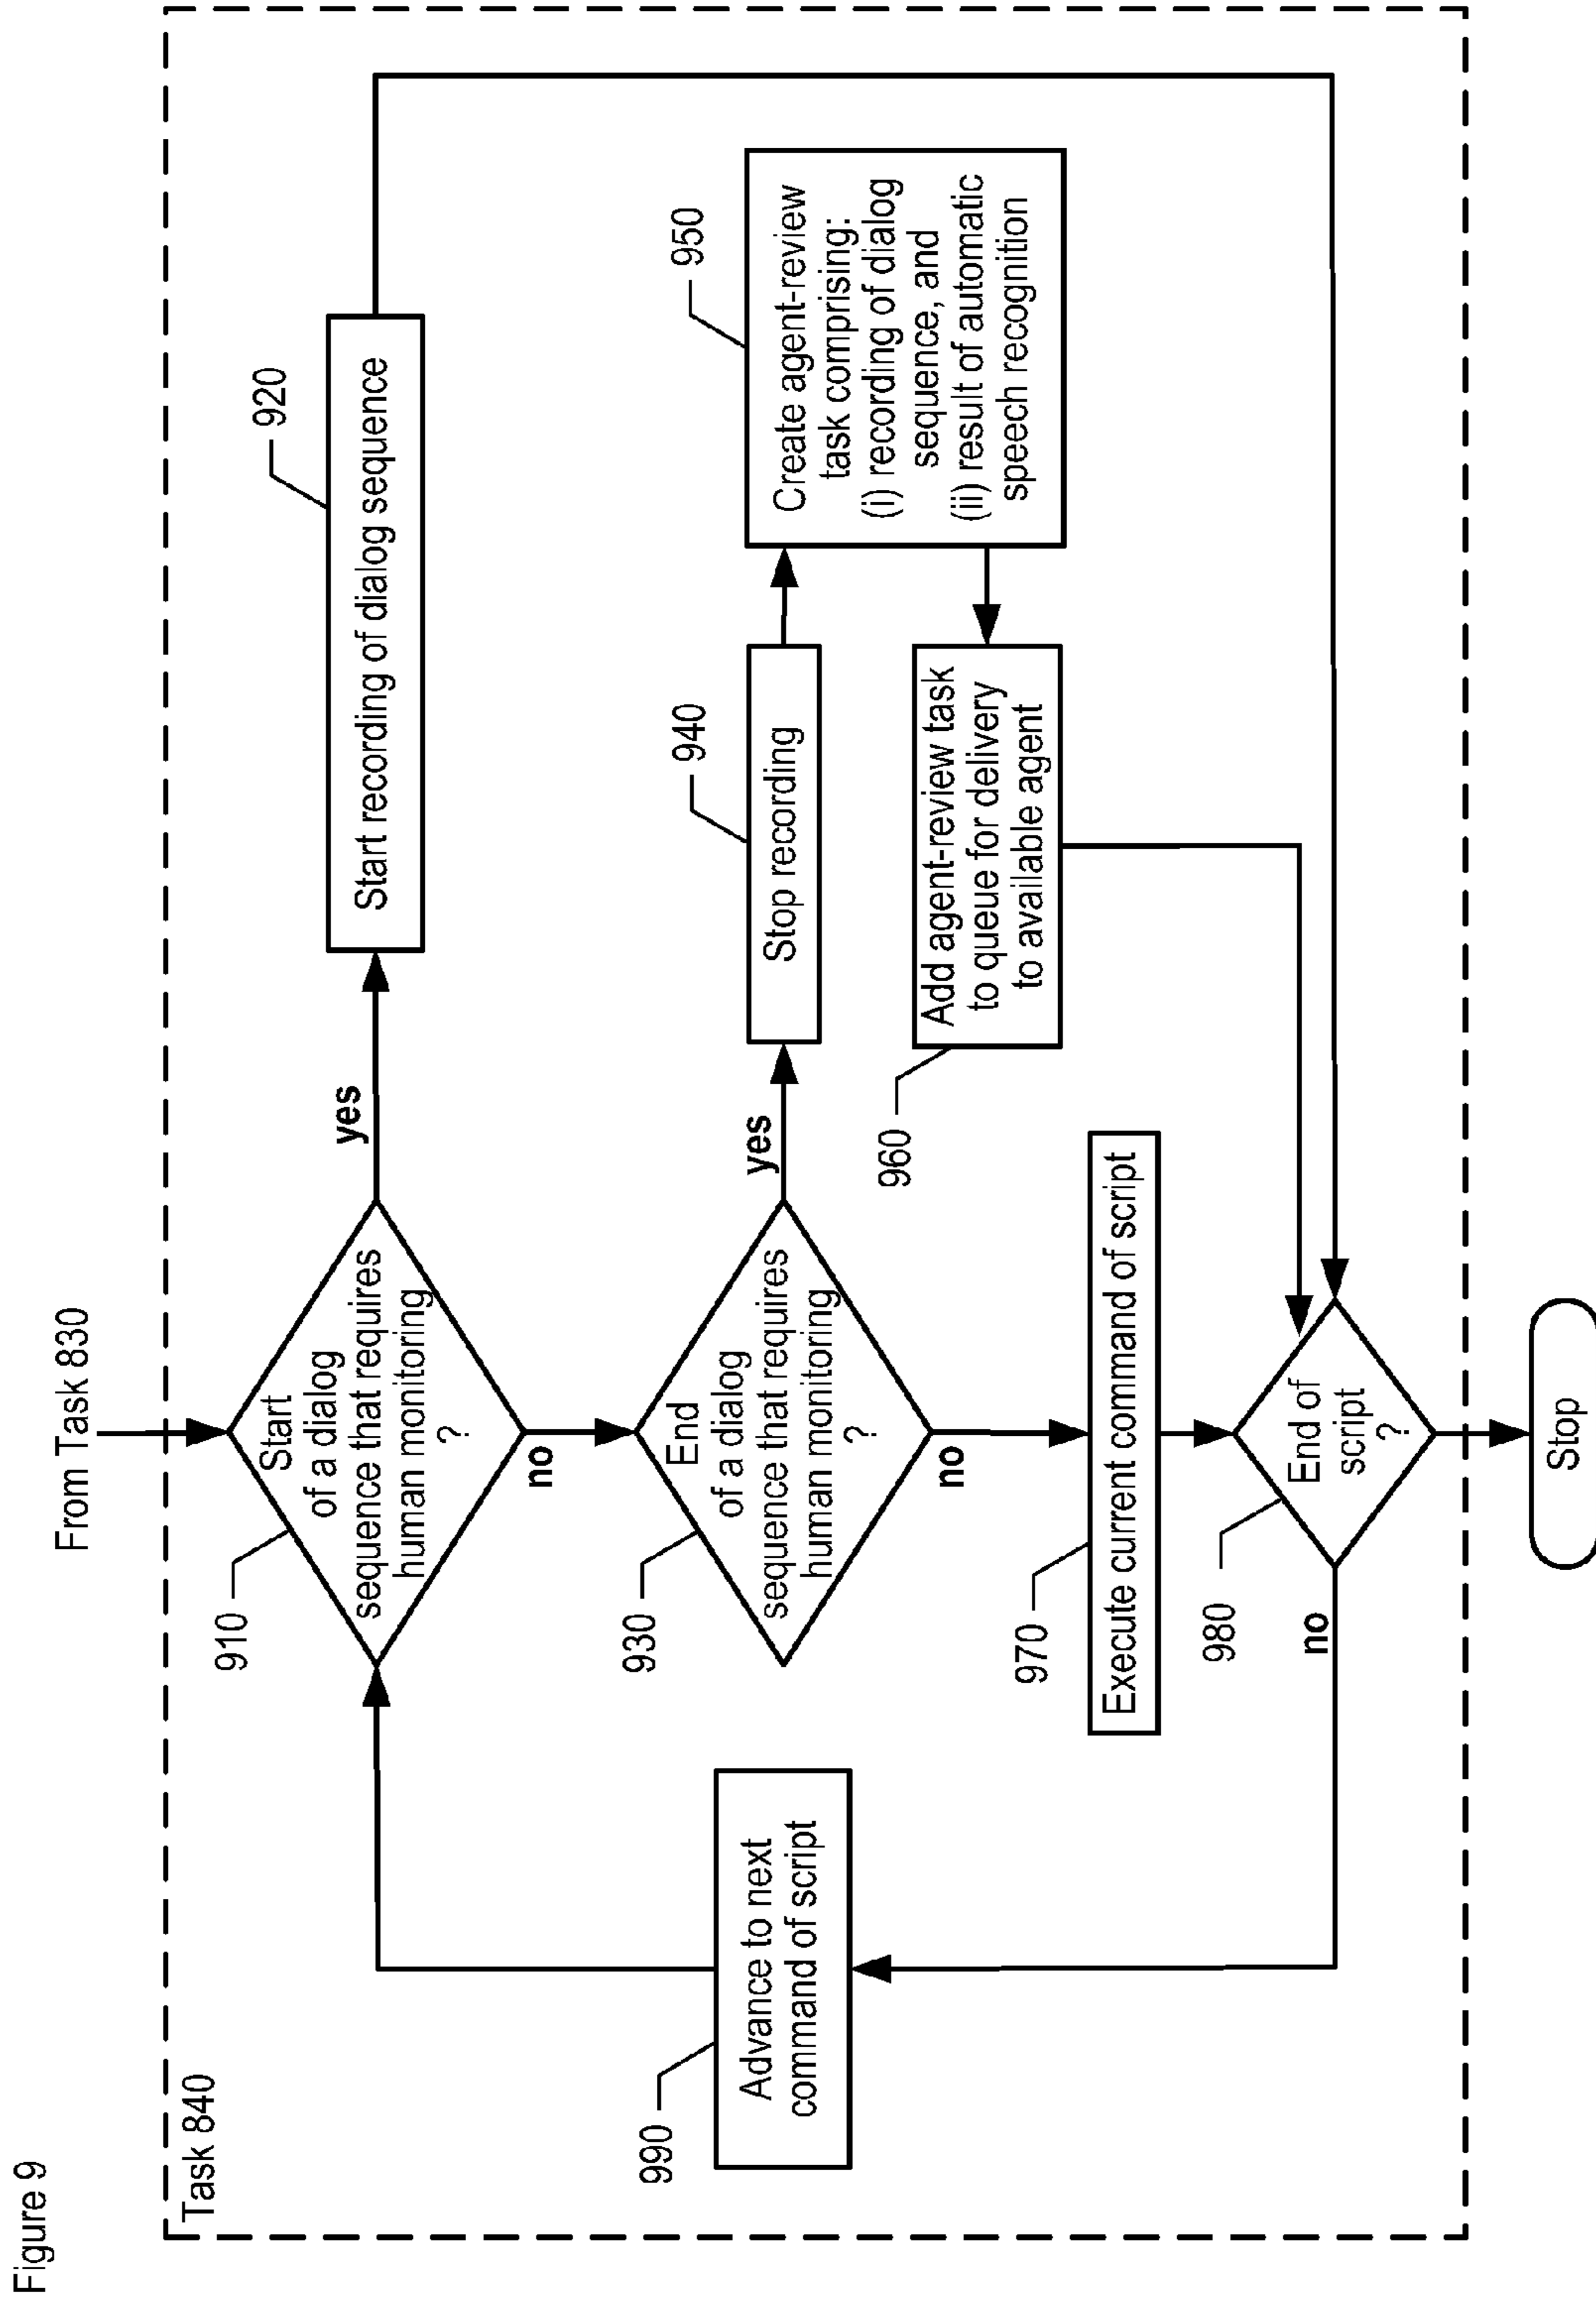 Figure 9
From Task 830
Task 840
910
Start
of a dialog
sequence that requires
human monitoring
?
yes
920
Start recording of dialog sequence
no
930
End
of a dialog
sequence that requires
human monitoring
?
yes
940
Stop recording
950
Create agent-review
task comprising:
(i) recording of dialog
sequence, and
(ii) result of automatic
speech recognition
960
Add agent-review task
to queue for delivery
to available agent
no
970
Execute current command of script
980
End of
script
?
no
990
Advance to next
command of script
Stop